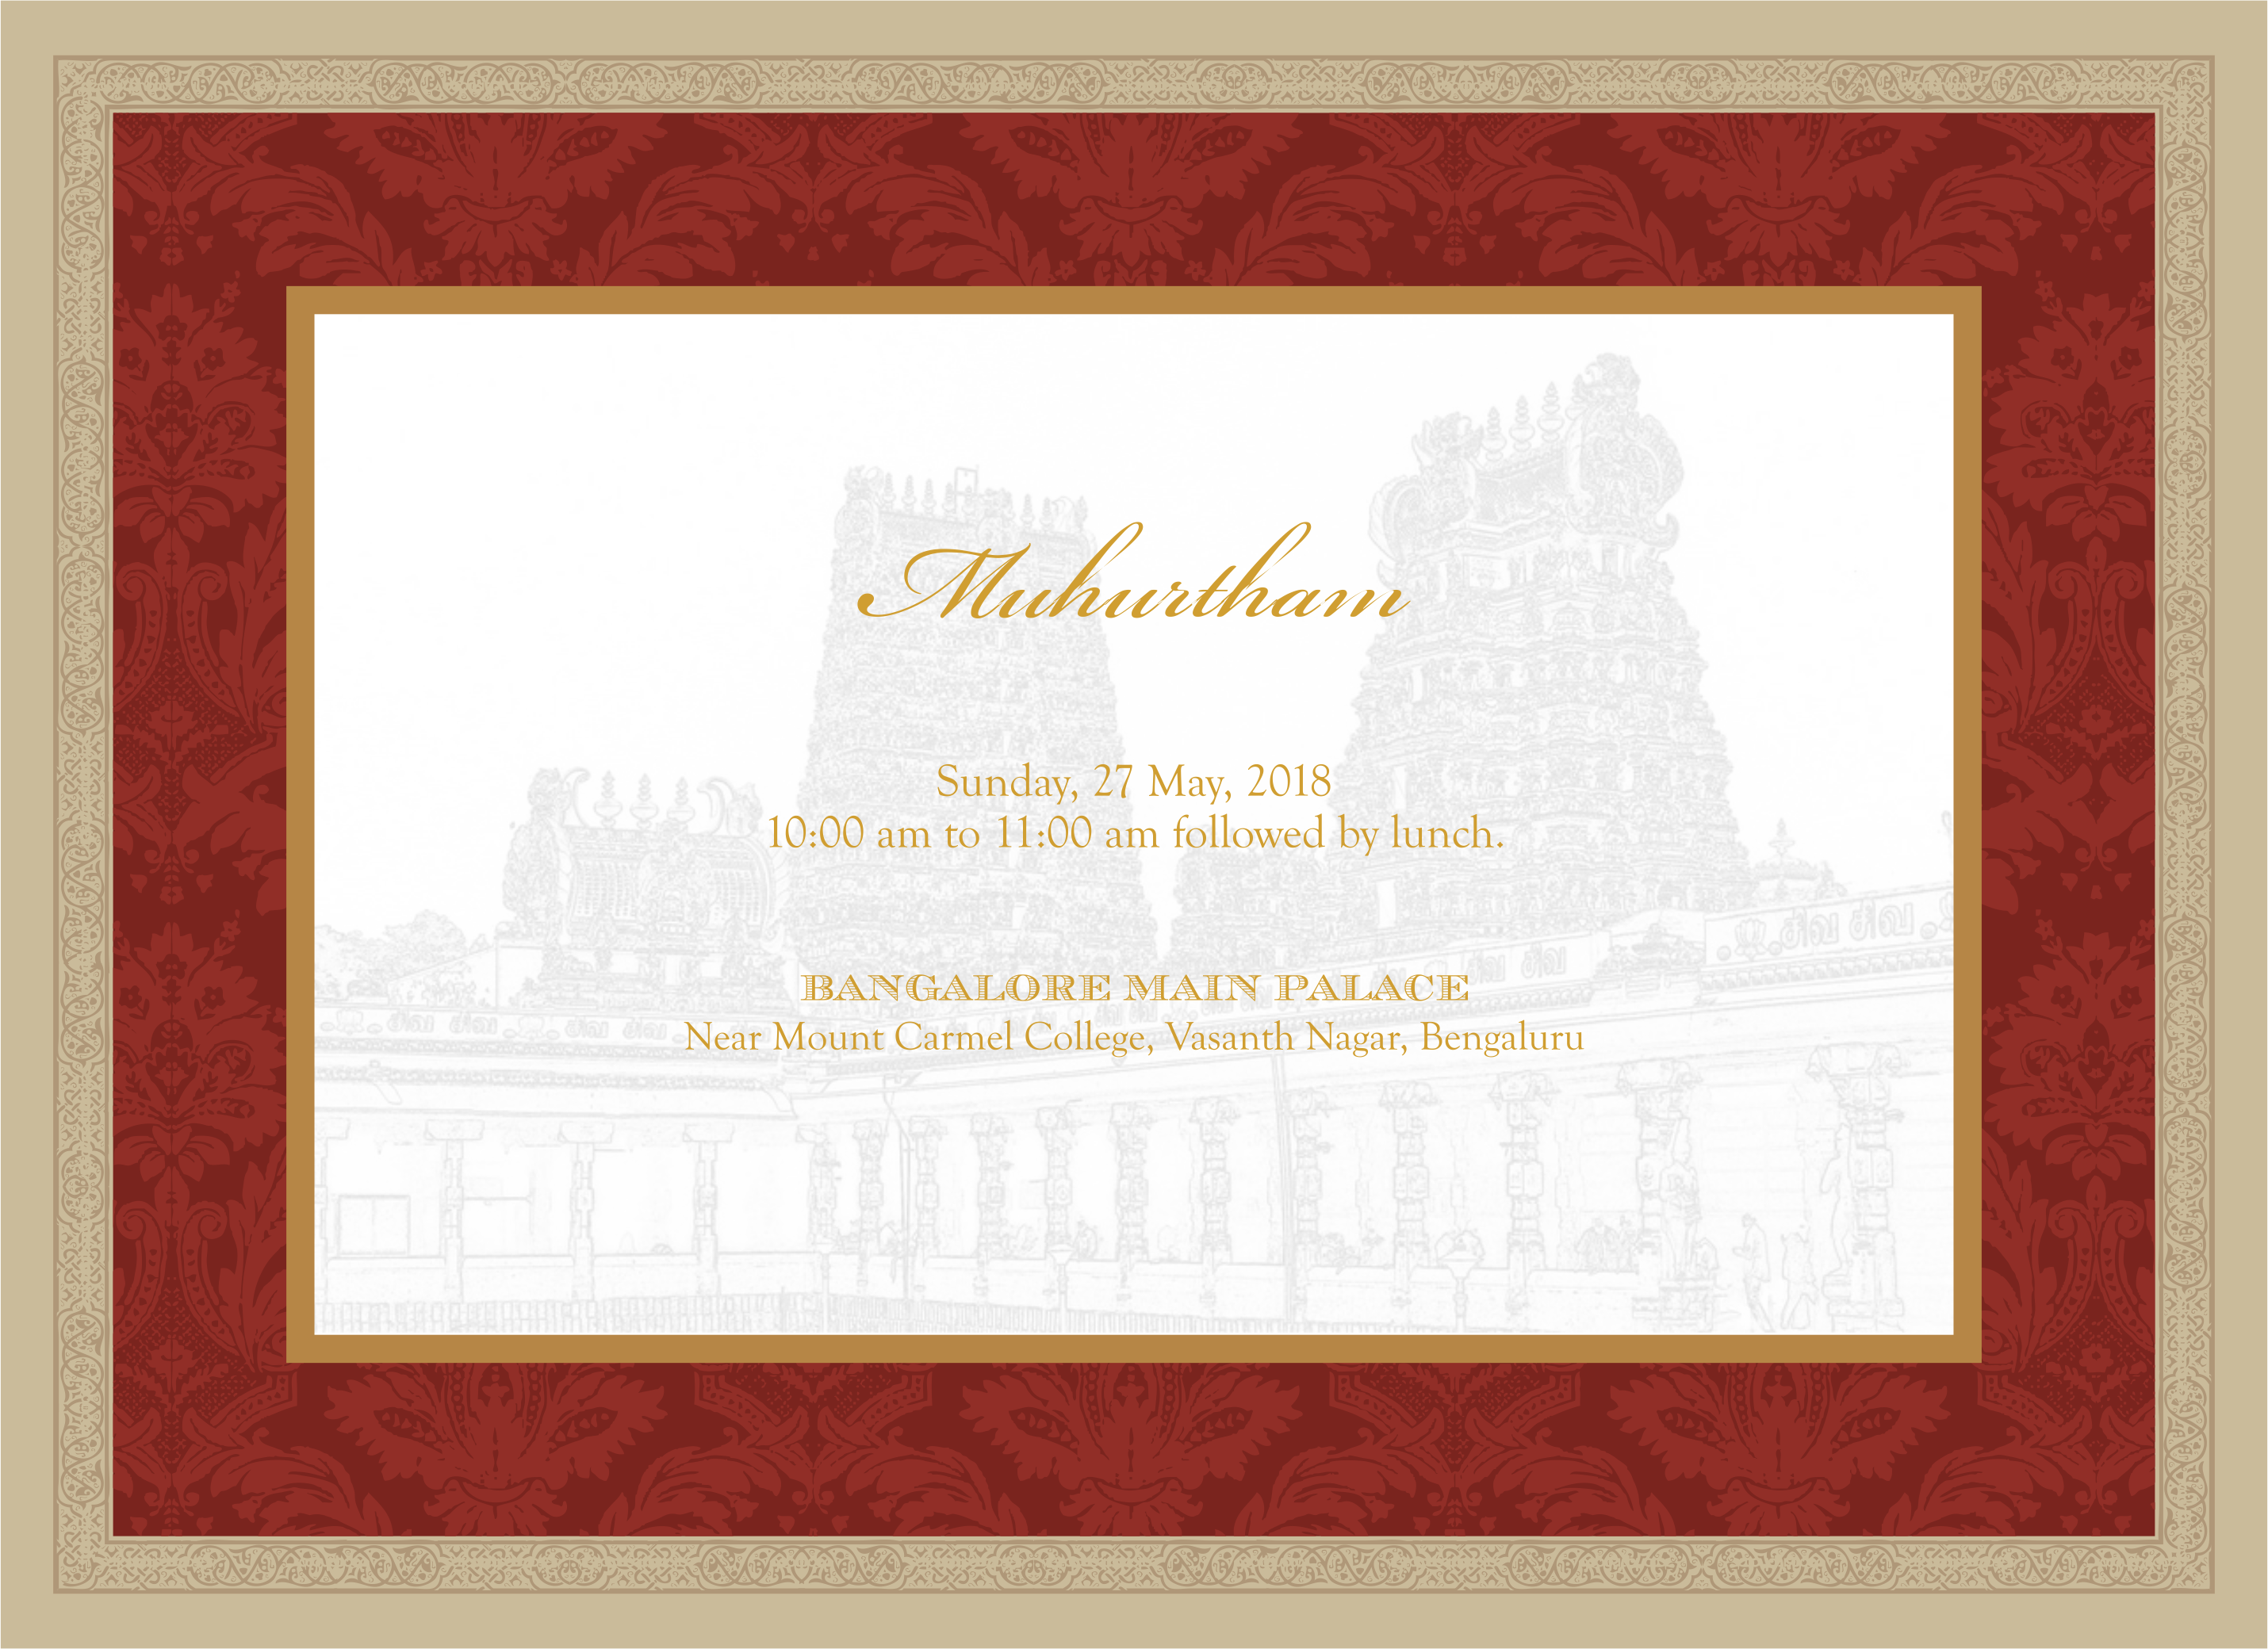 Muhurtham
Sunday, 27 May, 2018
10:00 am to 11:00 am followed by lunch.
சிவ சிவ
சிவ சிவ
BANGALORE MAIN PALACE
சிவ சிவ
சிவ சிவ
Near Mount Carmel College, Vasanth Nagar, Bengaluru